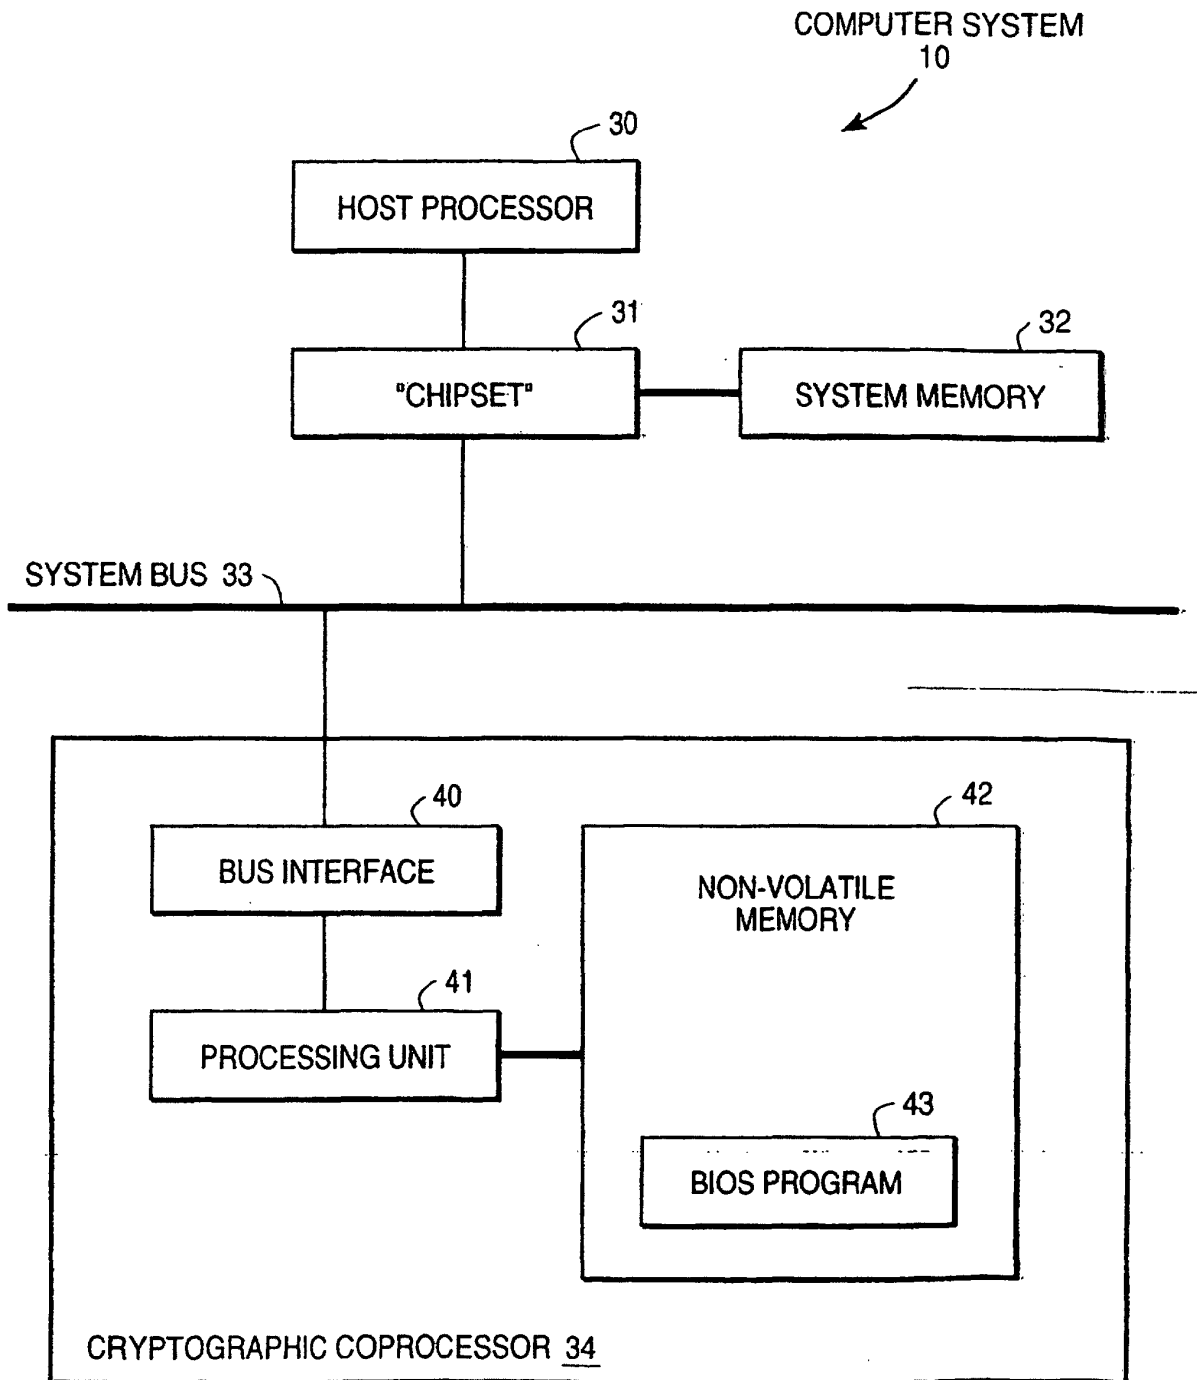 COMPUTER SYSTEM
10
30
HOST PROCESSOR
31
"CHIPSET"
32
SYSTEM MEMORY
SYSTEM BUS 33
40
BUS INTERFACE
42
NON-VOLATILE
MEMORY
41
PROCESSING UNIT
43
BIOS PROGRAM
CRYPTOGRAPHIC COPROCESSOR 34